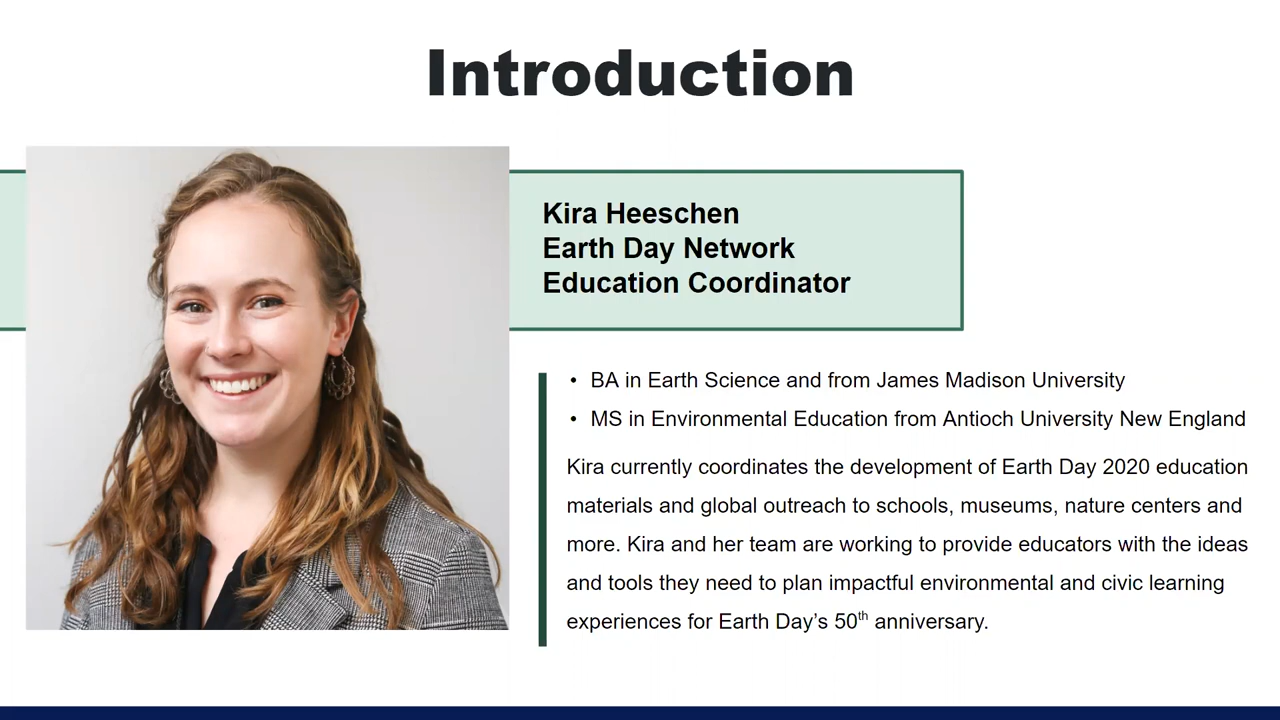 Introduction
Kira Heeschen
Earth Day Network
Education Coordinator
• BA in Earth Science and from James Madison University
• MS in Environmental Education from Antioch University New England
Kira currently coordinates the development of Earth Day 2020 education
materials and global outreach to schools, museums, nature centers and
more. Kira and her team are working to provide educators with the ideas
and tools they need to plan impactful environmental and civic learning
experiences for Earth Day’s 50th anniversary.